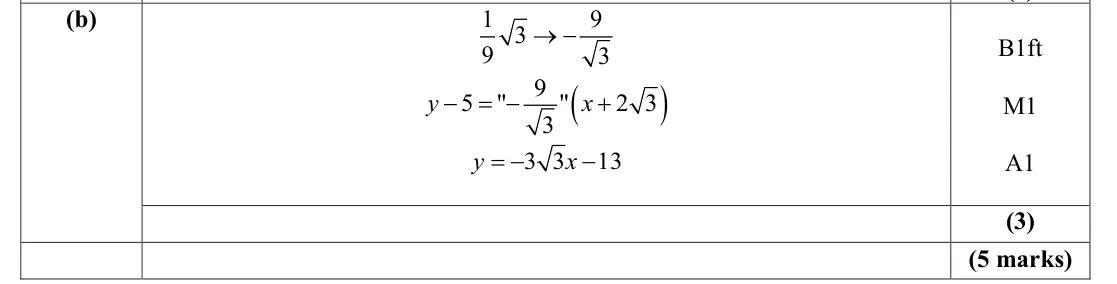 (b)
1/9 √3 → − 9/√3
B1ft
y − 5 = "− 9/√3" (x + 2√3)
M1
y = −3√3x − 13
A1
(3)
(5 marks)